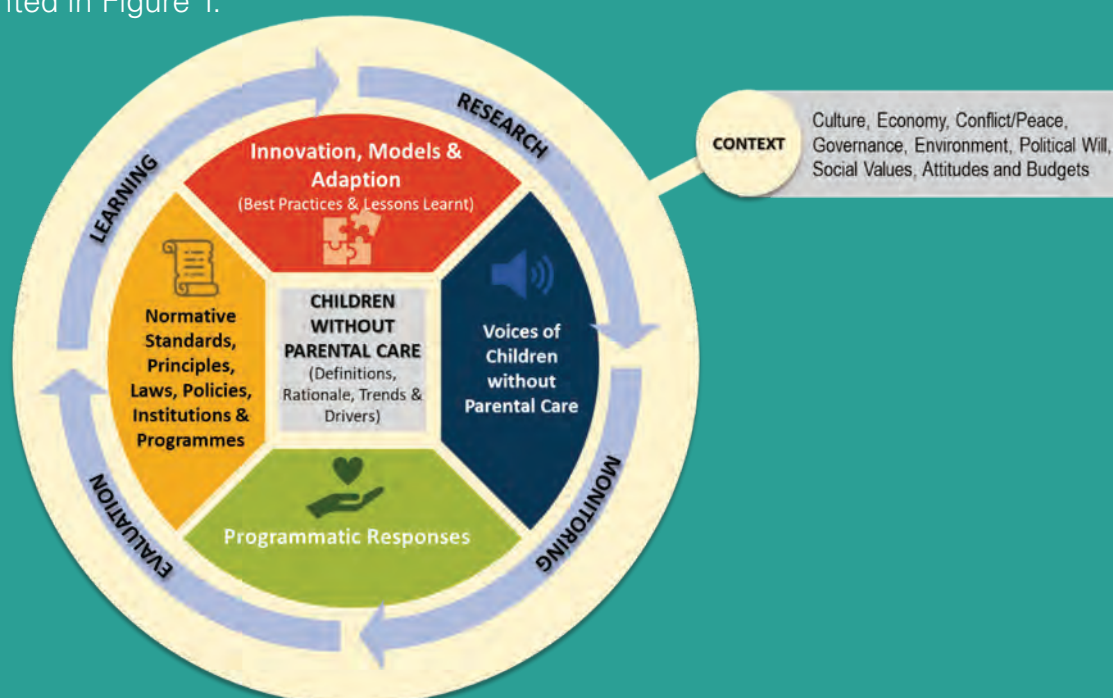 nted in Figure 1.
RESEARCH
CONTEXT
Culture, Economy, Conflict/Peace,
Governance, Environment, Political Will,
Social Values, Attitudes and Budgets
LEARNING
Innovation, Models &
Adaption
(Best Practices & Lessons Learnt)
Normative
Standards,
Principles,
Laws, Policies,
Institutions &
Programmes
CHILDREN
WITHOUT
PARENTAL CARE
(Definitions,
Rationale, Trends &
Drivers)
Voices of
Children
without
Parental Care
Programmatic Responses
EVALUATION
MONITORING